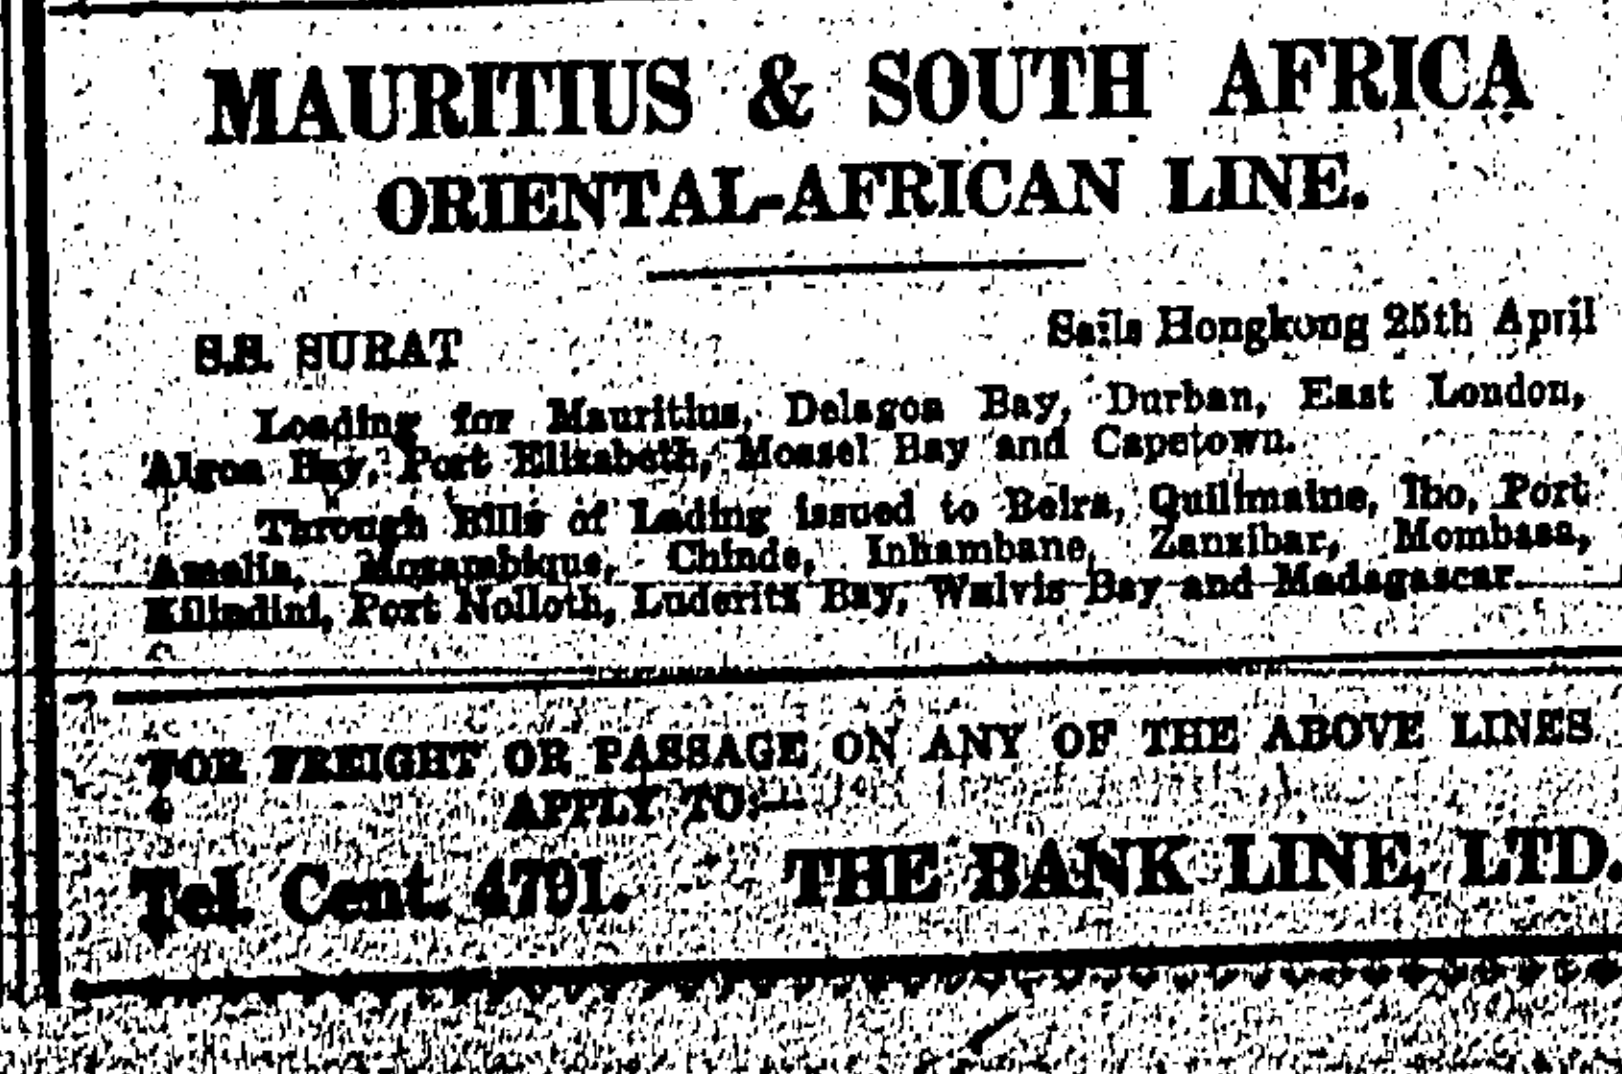 MAURITIUS & SOUTH AFRICA
ORIENTAL-AFRICAN LINE.
S.S. SURAT Sails Hongkong 25th April
Loading for Mauritius, Delagoa Bay, Durban, East London,
Algoa Bay, Port Elizabeth, Mossel Bay and Capetown.
Through Bills of Lading issued to Beira, Quilimaine, Ibo, Port
Amelia, Mozambique, Chinde, Inhambane, Zanzibar, Mombasa,
Kilindini, Port Nolloth, Luderitz Bay, Walvis Bay and Madagascar.
FOR FREIGHT OR PASSAGE ON ANY OF THE ABOVE LINES
APPLY TO:—
Tel. Cent. 4791. THE BANK LINE, LTD.